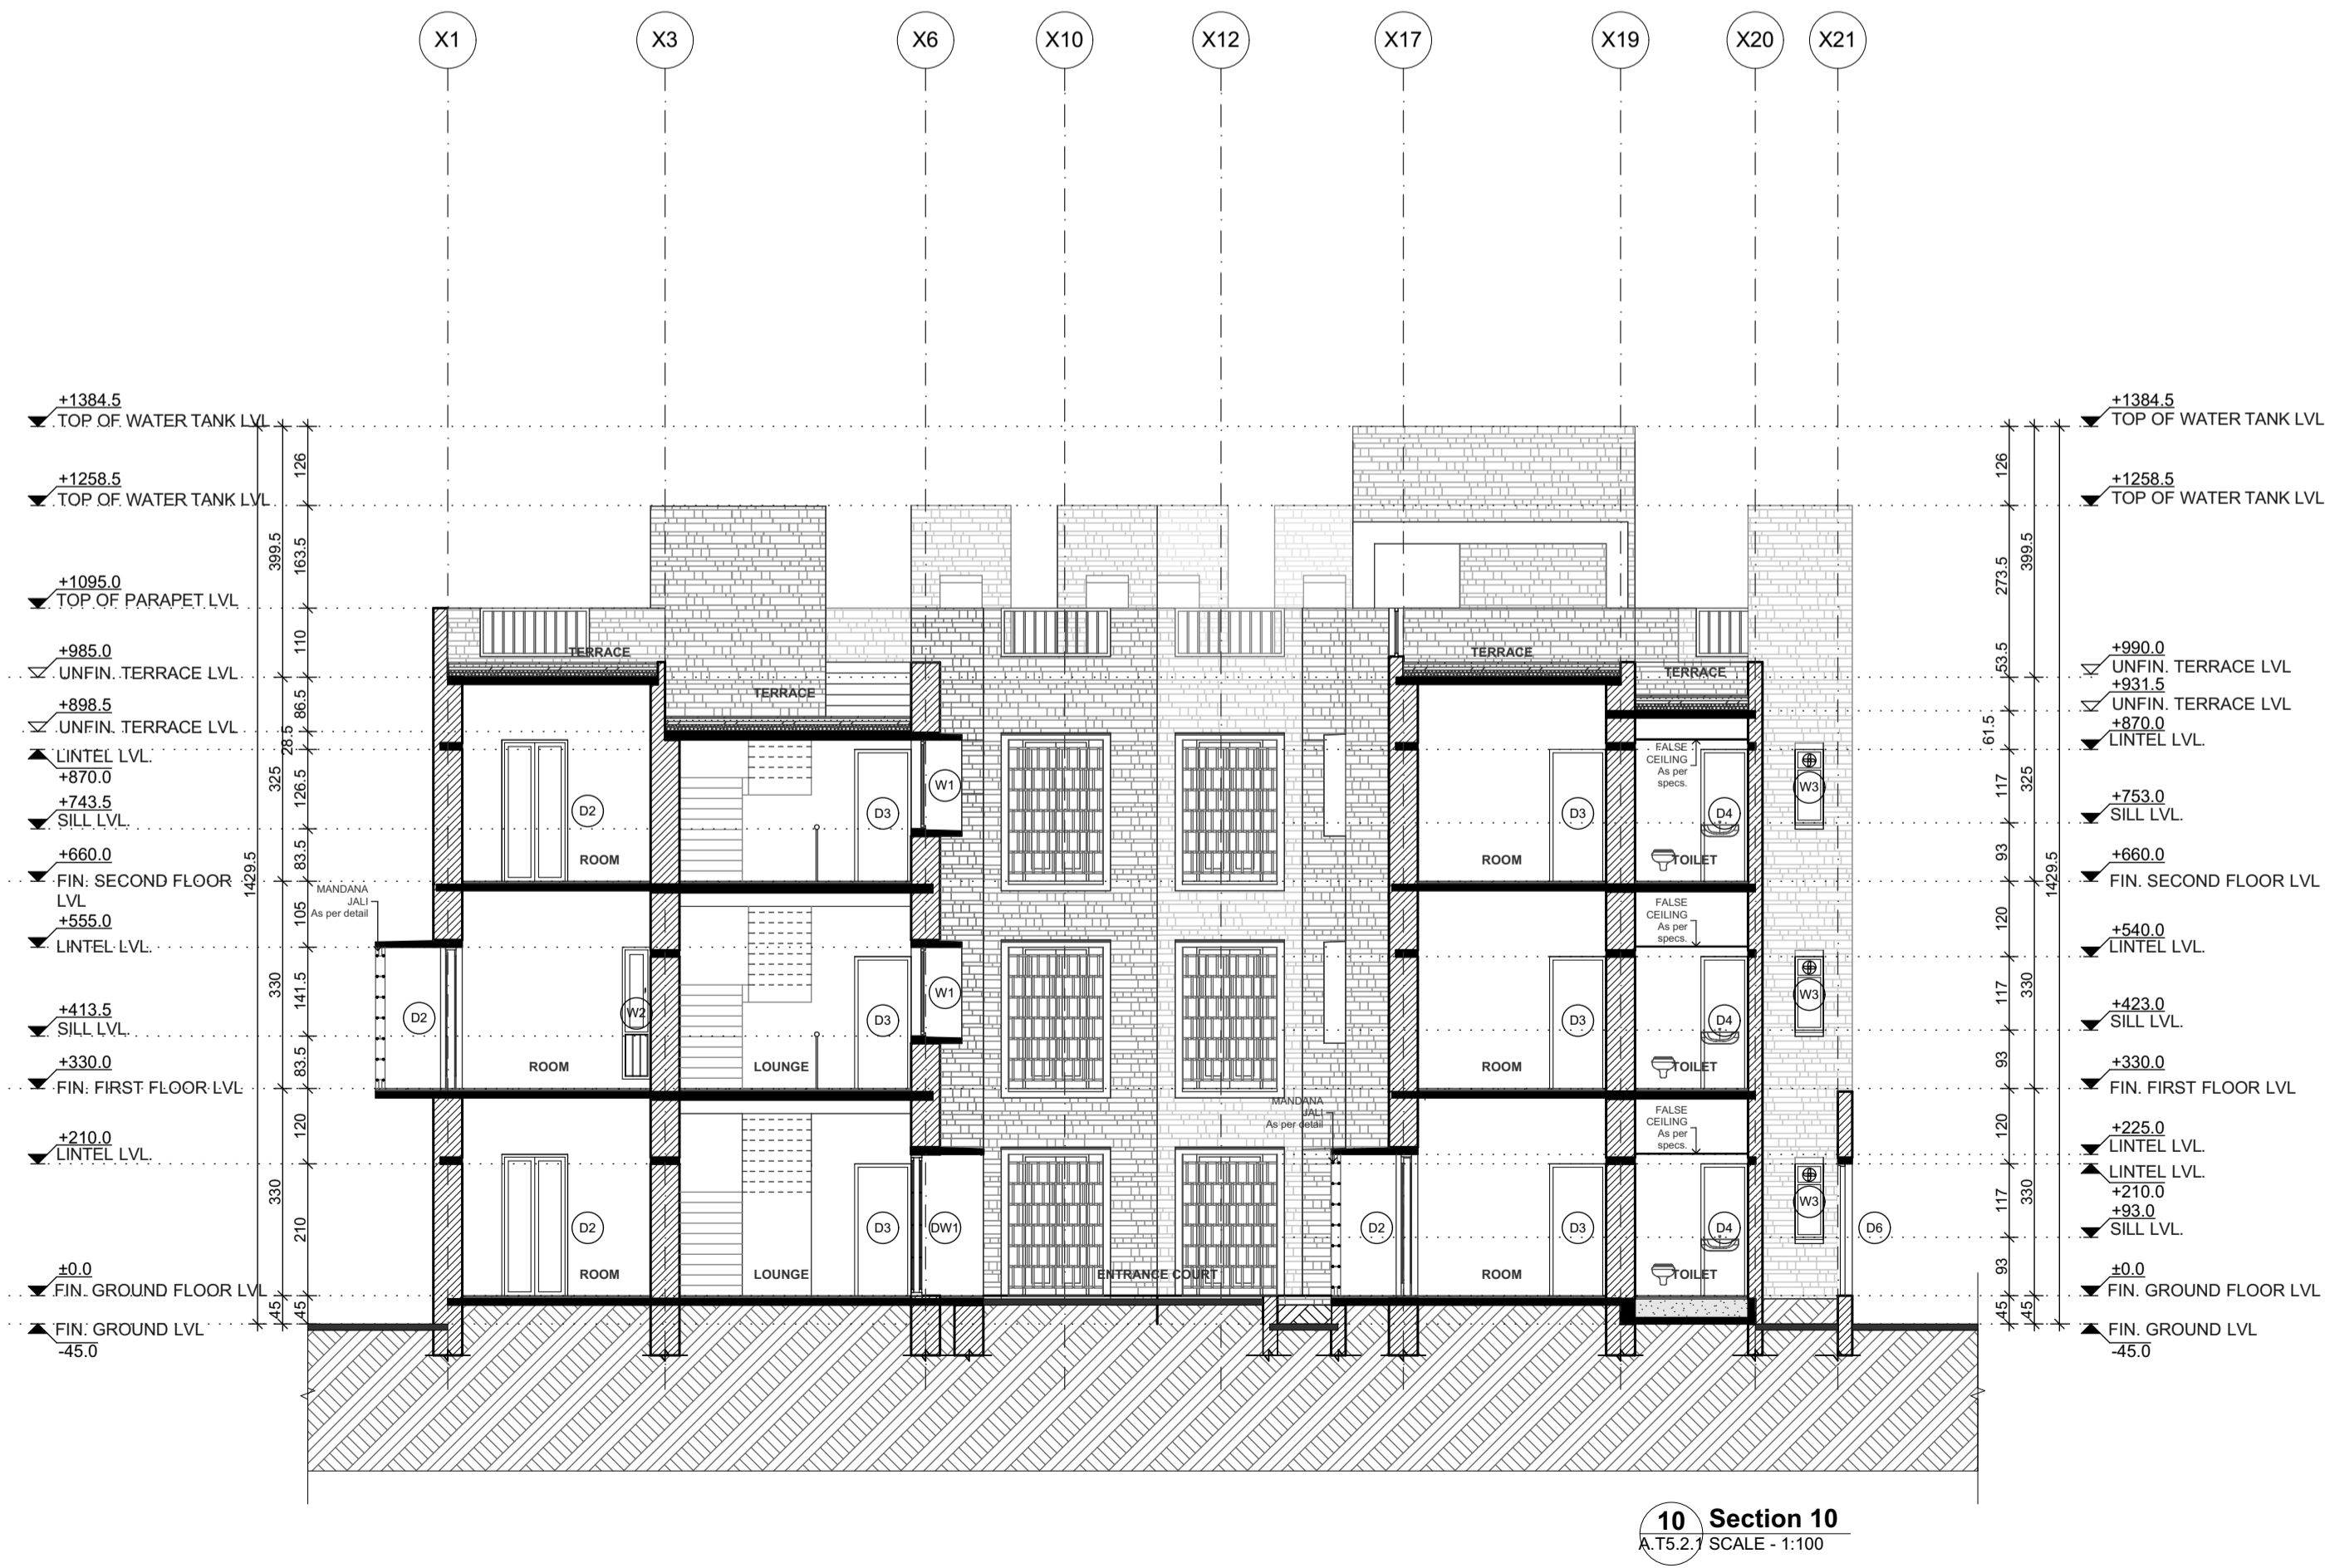 X1 X3 X6 X10 X12 X17 X19 X20 X21
+1384.5
TOP OF WATER TANK LVL
+1258.5
TOP OF WATER TANK LVL
+1095.0
TOP OF PARAPET LVL
+985.0
UNFIN. TERRACE LVL
+898.5
UNFIN. TERRACE LVL
LINTEL LVL.
+870.0
+743.5
SILL LVL.
+660.0
FIN. SECOND FLOOR
LVL
+555.0
LINTEL LVL.
+413.5
SILL LVL.
+330.0
FIN. FIRST FLOOR LVL
+210.0
LINTEL LVL.
±0.0
FIN. GROUND FLOOR LVL
FIN. GROUND LVL
-45.0
1429.5
399.5
325
330
330
45
126
163.5
110
86.5
28.5
126.5
83.5
105
141.5
83.5
120
210
45
TERRACE
TERRACE
TERRACE
TERRACE
D2
ROOM
D3
W1
D3
ROOM
FALSE
CEILING
As per
specs.
D4
TOILET
W3
MANDANA
JALI
As per detail
D2
ROOM
W2
LOUNGE
D3
W1
D3
ROOM
FALSE
CEILING
As per
specs.
D4
TOILET
W3
D2
ROOM
LOUNGE
D3
DW1
ENTRANCE COURT
MANDANA
JALI
As per detail
D2
ROOM
D3
FALSE
CEILING
As per
specs.
D4
TOILET
W3
D6
126
273.5
53.5
61.5
117
93
120
117
93
120
117
93
45
399.5
325
330
330
45
1429.5
+1384.5
TOP OF WATER TANK LVL
+1258.5
TOP OF WATER TANK LVL
+990.0
UNFIN. TERRACE LVL
+931.5
UNFIN. TERRACE LVL
+870.0
LINTEL LVL.
+753.0
SILL LVL.
+660.0
FIN. SECOND FLOOR LVL
+540.0
LINTEL LVL.
+423.0
SILL LVL.
+330.0
FIN. FIRST FLOOR LVL
+225.0
LINTEL LVL.
LINTEL LVL.
+210.0
+93.0
SILL LVL.
±0.0
FIN. GROUND FLOOR LVL
FIN. GROUND LVL
-45.0
10 Section 10
A.T5.2.1 SCALE - 1:100